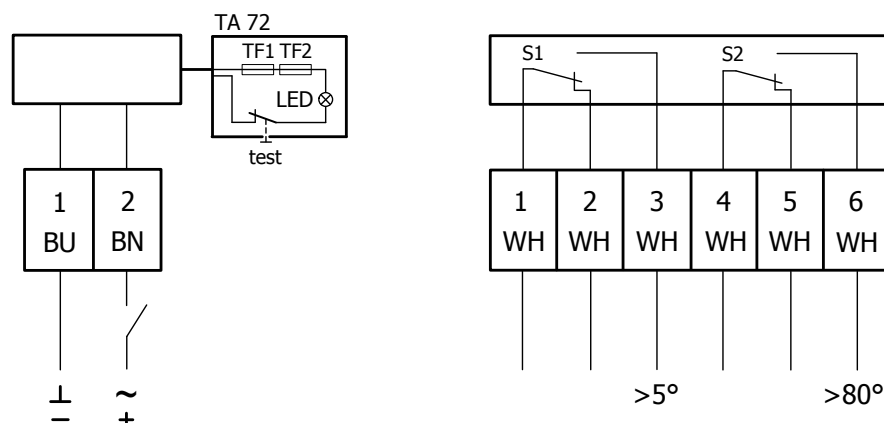 TA 72
TF1 TF2
LED
test
1 2
BU BN
⊥ ~
− +
S1 S2
1 2 3 4 5 6
WH WH WH WH WH WH
>5° >80°